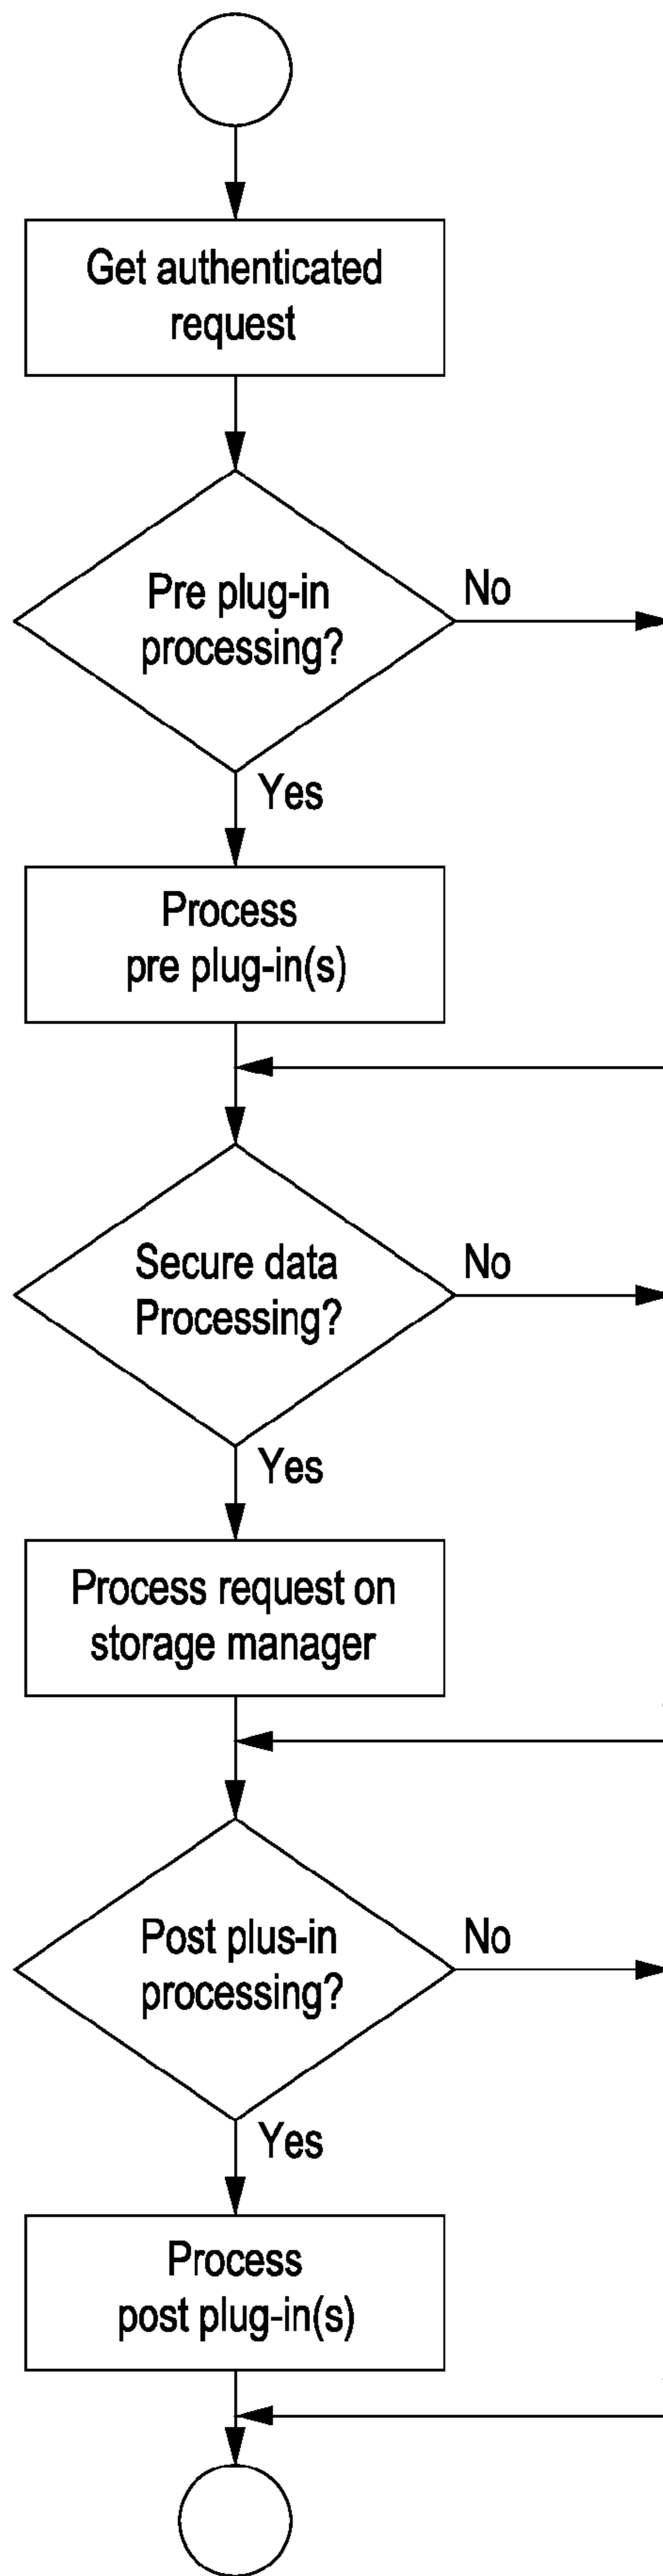 Get authenticated
request
Pre plug-in
processing?
No
Yes
Process
pre plug-in(s)
Secure data
Processing?
No
Yes
Process request on
storage manager
Post plus-in
processing?
No
Yes
Process
post plug-in(s)